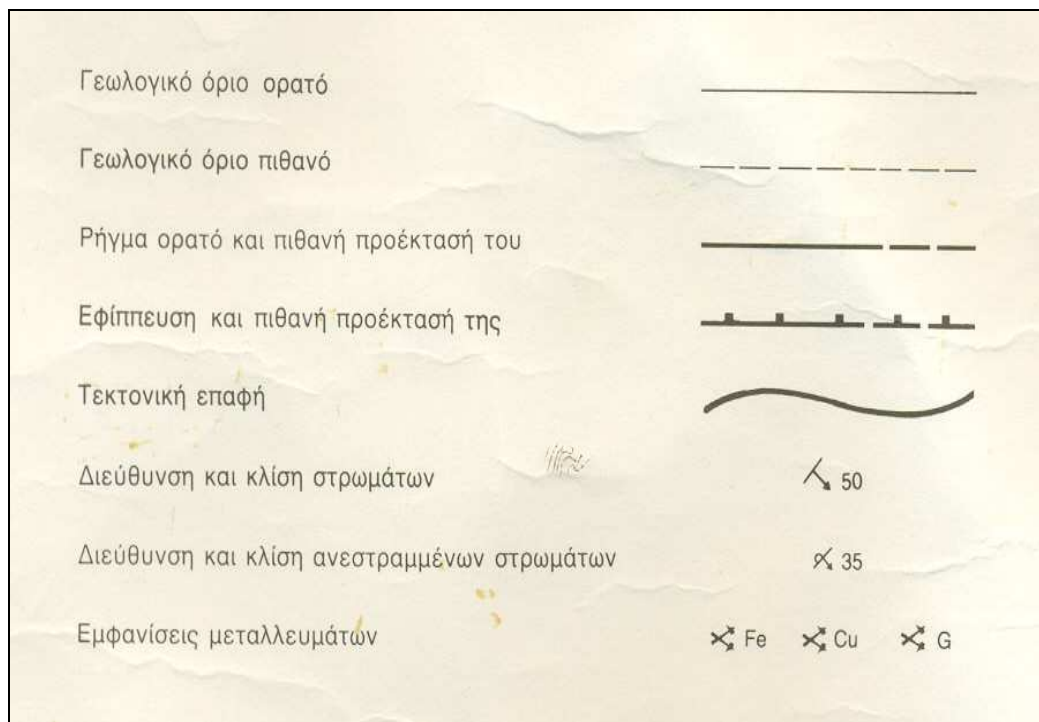 Γεωλογικό όριο ορατό
Γεωλογικό όριο πιθανό
Ρήγμα ορατό και πιθανή προέκτασή του
Εφίππευση και πιθανή προέκτασή της
Τεκτονική επαφή
Διεύθυνση και κλίση στρωμάτων 50
Διεύθυνση και κλίση ανεστραμμένων στρωμάτων 35
Εμφανίσεις μεταλλευμάτων Fe Cu G